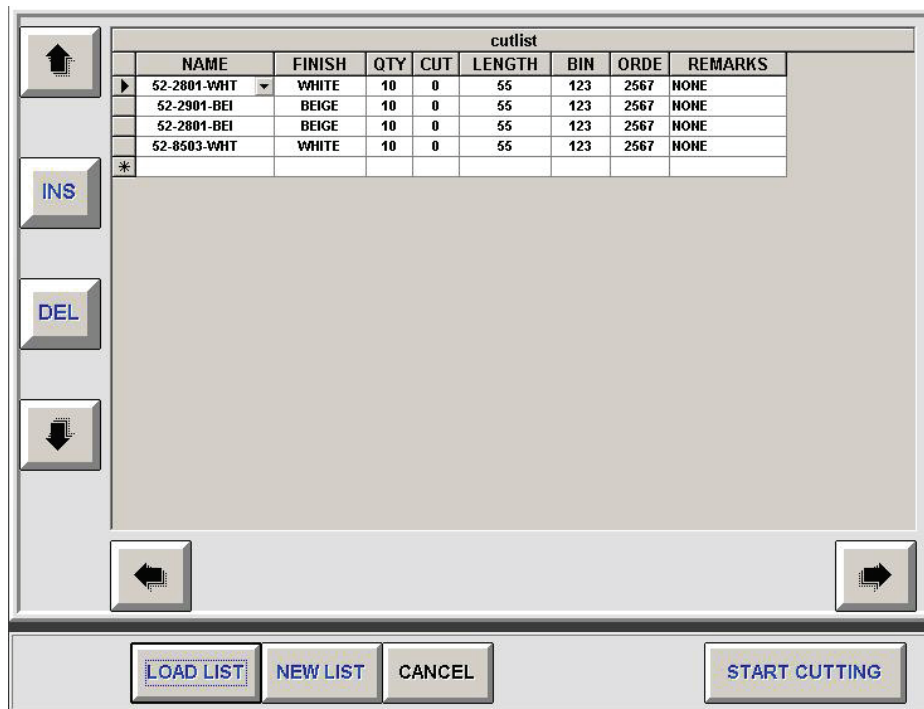 cutlist
NAME FINISH QTY CUT LENGTH BIN ORDE REMARKS
52-2801-WHT WHITE 10 0 55 123 2567 NONE
52-2901-BEI BEIGE 10 0 55 123 2567 NONE
52-2801-BEI BEIGE 10 0 55 123 2567 NONE
52-8503-WHT WHITE 10 0 55 123 2567 NONE
INS
DEL
LOAD LIST NEW LIST CANCEL START CUTTING